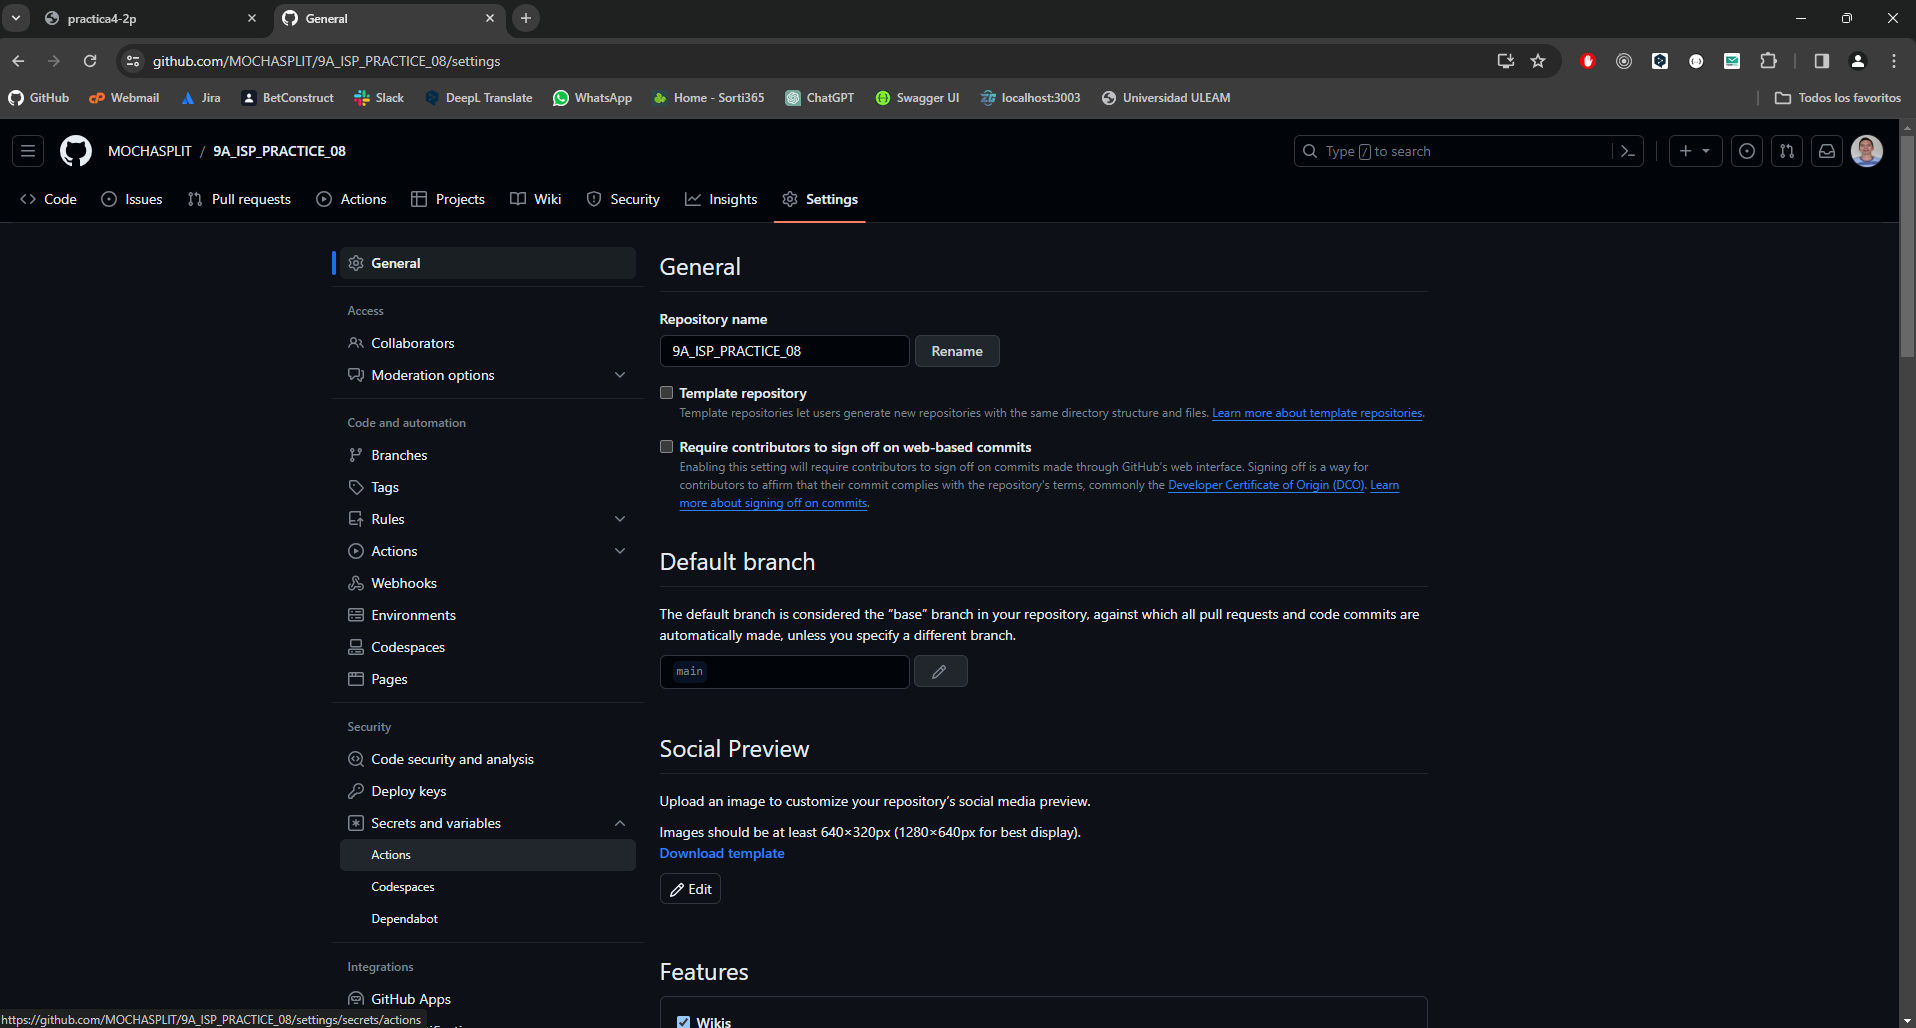 practica4-2p
General
github.com/MOCHASPLIT/9A_ISP_PRACTICE_08/settings
GitHub
Webmail
Jira
BetConstruct
Slack
DeepL Translate
WhatsApp
Home - Sorti365
ChatGPT
Swagger UI
localhost:3003
Universidad ULEAM
Todos los favoritos
MOCHASPLIT / 9A_ISP_PRACTICE_08
Type / to search
Code
Issues
Pull requests
Actions
Projects
Wiki
Security
Insights
Settings
General
Access
Collaborators
Moderation options
Code and automation
Branches
Tags
Rules
Actions
Webhooks
Environments
Codespaces
Pages
Security
Code security and analysis
Deploy keys
Secrets and variables
Actions
Codespaces
Dependabot
Integrations
GitHub Apps
https://github.com/MOCHASPLIT/9A_ISP_PRACTICE_08/settings/secrets/actions
General
Repository name
9A_ISP_PRACTICE_08
Rename
Template repository
Template repositories let users generate new repositories with the same directory structure and files. Learn more about template repositories.
Require contributors to sign off on web-based commits
Enabling this setting will require contributors to sign off on commits made through GitHub's web interface. Signing off is a way for
contributors to affirm that their commit complies with the repository's terms, commonly the Developer Certificate of Origin (DCO). Learn
more about signing off on commits.
Default branch
The default branch is considered the “base” branch in your repository, against which all pull requests and code commits are
automatically made, unless you specify a different branch.
main
Social Preview
Upload an image to customize your repository’s social media preview.
Images should be at least 640×320px (1280×640px for best display).
Download template
Edit
Features
Wikis